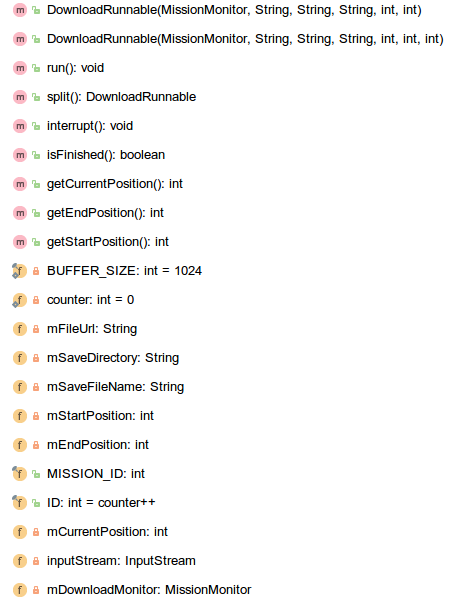 m DownloadRunnable(MissionMonitor, String, String, String, int, int)
m DownloadRunnable(MissionMonitor, String, String, String, int, int, int)
m run(): void
m split(): DownloadRunnable
m interrupt(): void
m isFinished(): boolean
m getCurrentPosition(): int
m getEndPosition(): int
m getStartPosition(): int
f BUFFER_SIZE: int = 1024
f counter: int = 0
f mFileUrl: String
f mSaveDirectory: String
f mSaveFileName: String
f mStartPosition: int
f mEndPosition: int
f MISSION_ID: int
f ID: int = counter++
f mCurrentPosition: int
f inputStream: InputStream
f mDownloadMonitor: MissionMonitor